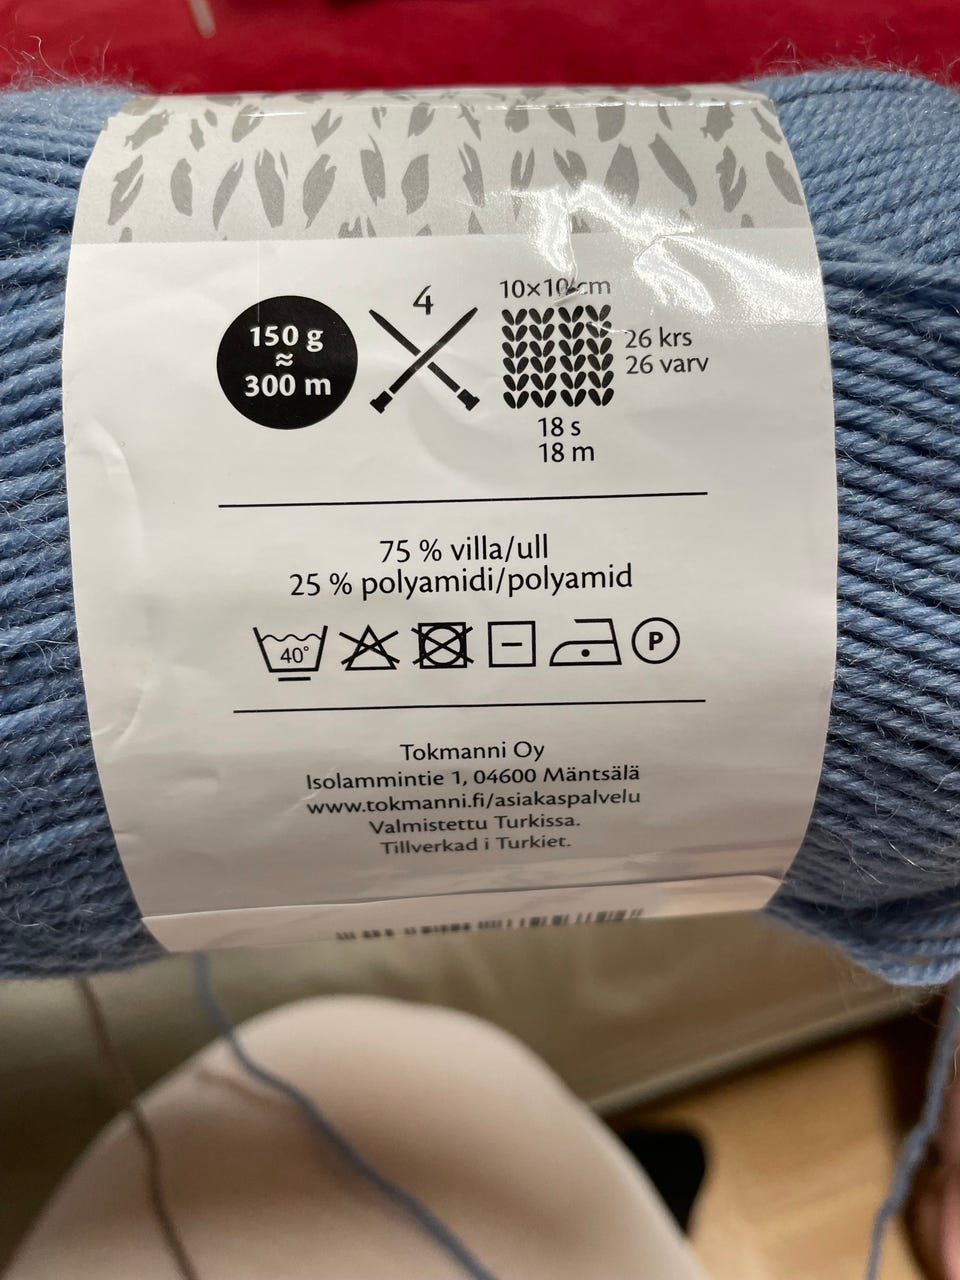 150 g
≈
300 m
4
10×10 cm
26 krs
26 varv
18 s
18 m
75 % villa/ull
25 % polyamidi/polyamid
40°
P
Tokmanni Oy
Isolammintie 1, 04600 Mäntsälä
www.tokmanni.fi/asiakaspalvelu
Valmistettu Turkissa.
Tillverkad i Turkiet.